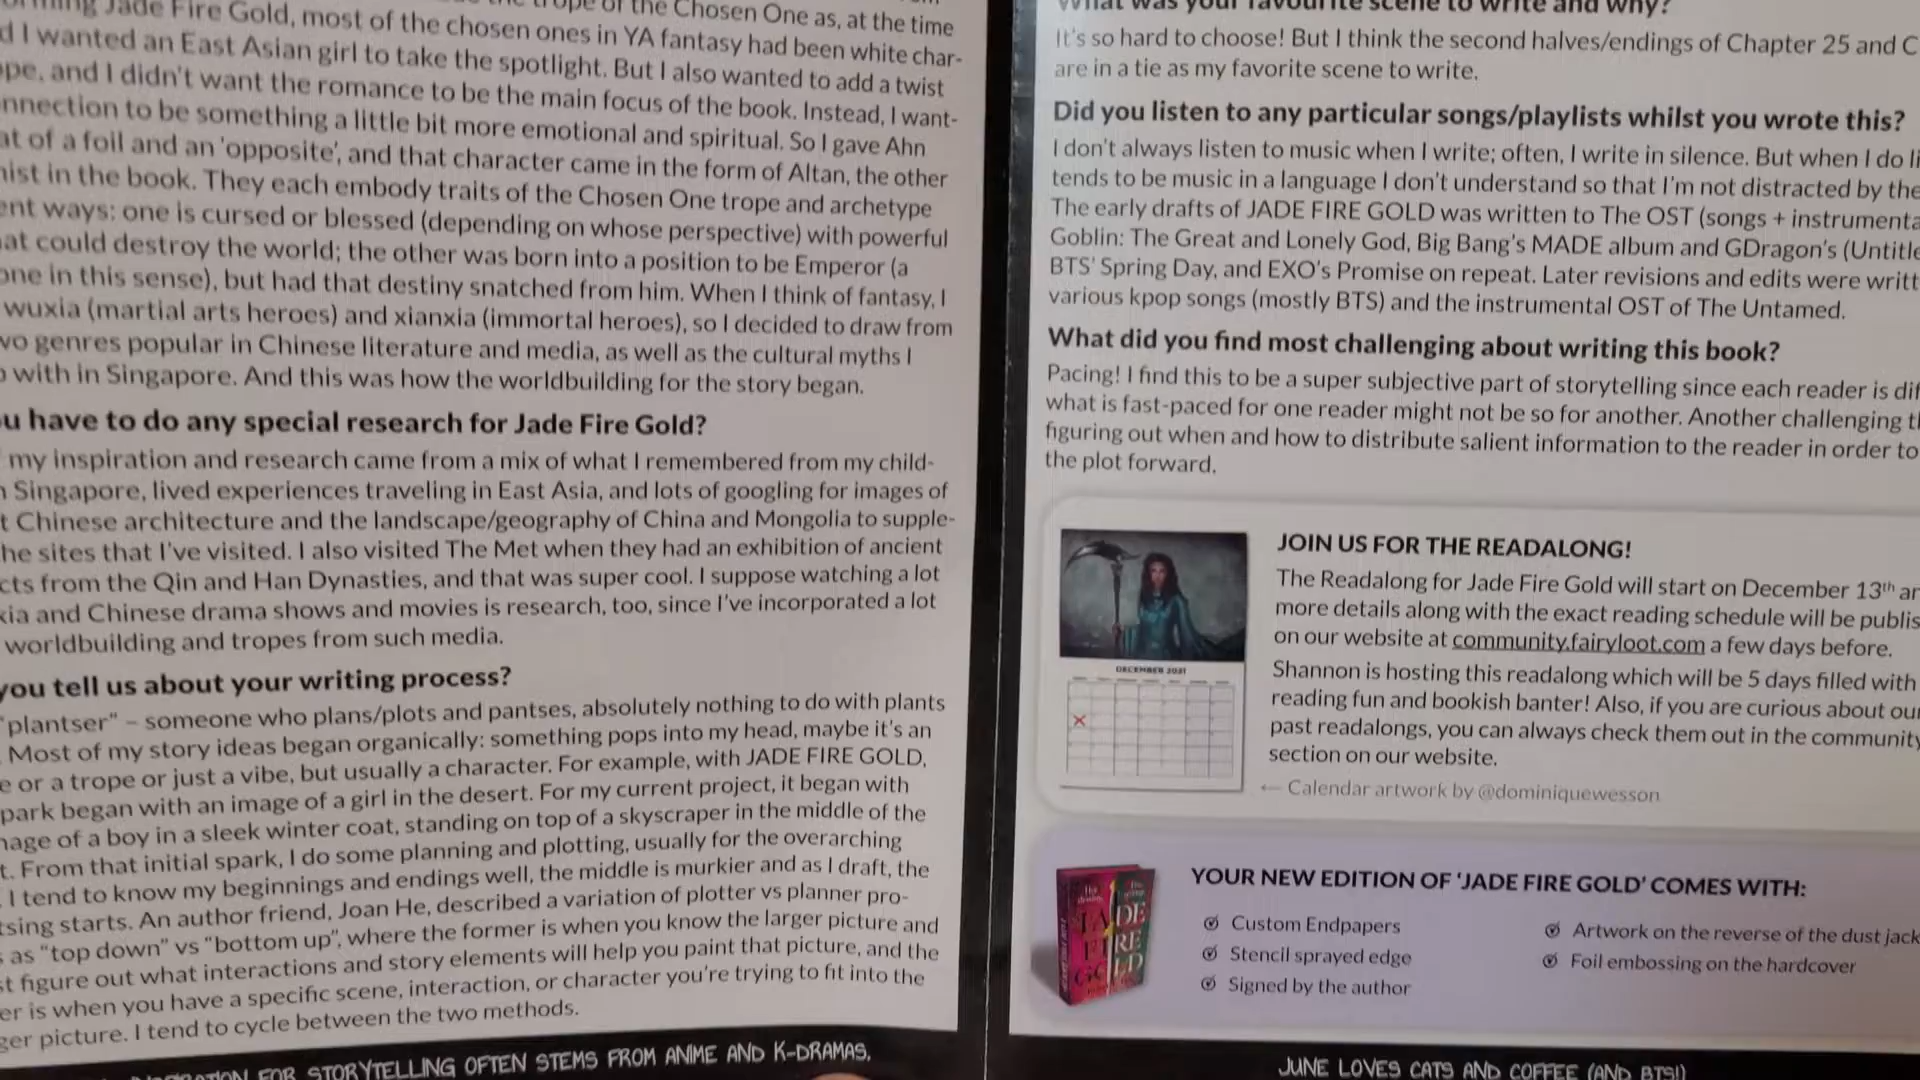 Jade Fire Gold, most of the chosen ones in YA fantasy had been white char-
I wanted an East Asian girl to take the spotlight. But I also wanted to add a twist
and I didn't want the romance to be the main focus of the book. Instead, I want-
to be something a little bit more emotional and spiritual. So I gave Ahn
of a foil and an 'opposite', and that character came in the form of Altan, the other
in the book. They each embody traits of the Chosen One trope and archetype
ways: one is cursed or blessed (depending on whose perspective) with powerful
could destroy the world; the other was born into a position to be Emperor (a
in this sense), but had that destiny snatched from him. When I think of fantasy, I
wuxia (martial arts heroes) and xianxia (immortal heroes), so I decided to draw from
genres popular in Chinese literature and media, as well as the cultural myths I
with in Singapore. And this was how the worldbuilding for the story began.
have to do any special research for Jade Fire Gold?
my inspiration and research came from a mix of what I remembered from my child-
Singapore, lived experiences traveling in East Asia, and lots of googling for images of
Chinese architecture and the landscape/geography of China and Mongolia to supple-
sites that I've visited. I also visited The Met when they had an exhibition of ancient
from the Qin and Han Dynasties, and that was super cool. I suppose watching a lot
and Chinese drama shows and movies is research, too, since I've incorporated a lot
worldbuilding and tropes from such media.
you tell us about your writing process?
"plantser" – someone who plans/plots and pantses, absolutely nothing to do with plants
Most of my story ideas began organically: something pops into my head, maybe it's an
or a trope or just a vibe, but usually a character. For example, with JADE FIRE GOLD,
began with an image of a girl in the desert. For my current project, it began with
of a boy in a sleek winter coat, standing on top of a skyscraper in the middle of the
From that initial spark, I do some planning and plotting, usually for the overarching
I tend to know my beginnings and endings well, the middle is murkier and as I draft, the
starts. An author friend, Joan He, described a variation of plotter vs planner pro-
as "top down" vs "bottom up", where the former is when you know the larger picture and
figure out what interactions and story elements will help you paint that picture, and the
is when you have a specific scene, interaction, or character you're trying to fit into the
picture. I tend to cycle between the two methods.
FOR STORYTELLING OFTEN STEMS FROM ANIME AND K-DRAMAS.
What was your favourite scene to write and why?
It's so hard to choose! But I think the second halves/endings of Chapter 25 and
are in a tie as my favorite scene to write.
Did you listen to any particular songs/playlists whilst you wrote this?
I don't always listen to music when I write; often, I write in silence. But when I do
tends to be music in a language I don't understand so that I'm not distracted by the
The early drafts of JADE FIRE GOLD was written to The OST (songs +
Goblin: The Great and Lonely God, Big Bang's MADE album and GDragon's
BTS' Spring Day, and EXO's Promise on repeat. Later revisions and edits were
various kpop songs (mostly BTS) and the instrumental OST of The Untamed.
What did you find most challenging about writing this book?
Pacing! I find this to be a super subjective part of storytelling since each reader is
what is fast-paced for one reader might not be so for another. Another challenging
figuring out when and how to distribute salient information to the reader in order to
the plot forward.
JOIN US FOR THE READALONG!
The Readalong for Jade Fire Gold will start on December 13th
more details along with the exact reading schedule will be
on our website at community.fairyloot.com a few days before.
Shannon is hosting this readalong which will be 5 days filled with
reading fun and bookish banter! Also, if you are curious about
past readalongs, you can always check them out in the community
section on our website.
← Calendar artwork by @dominiquewesson
DECEMBER 2021
YOUR NEW EDITION OF 'JADE FIRE GOLD' COMES WITH:
Custom Endpapers
Stencil sprayed edge
Signed by the author
Artwork on the reverse of the dust
Foil embossing on the hardcover
JADE
FIRE
GOLD
JUNE LOVES CATS AND COFFEE (AND BTS!)